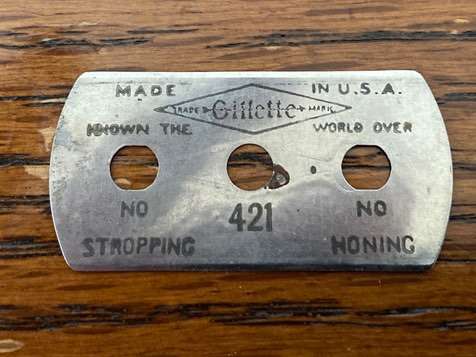 MADE IN U.S.A.
TRADE Gillette MARK
KNOWN THE WORLD OVER
NO 421 NO
STROPPING HONING